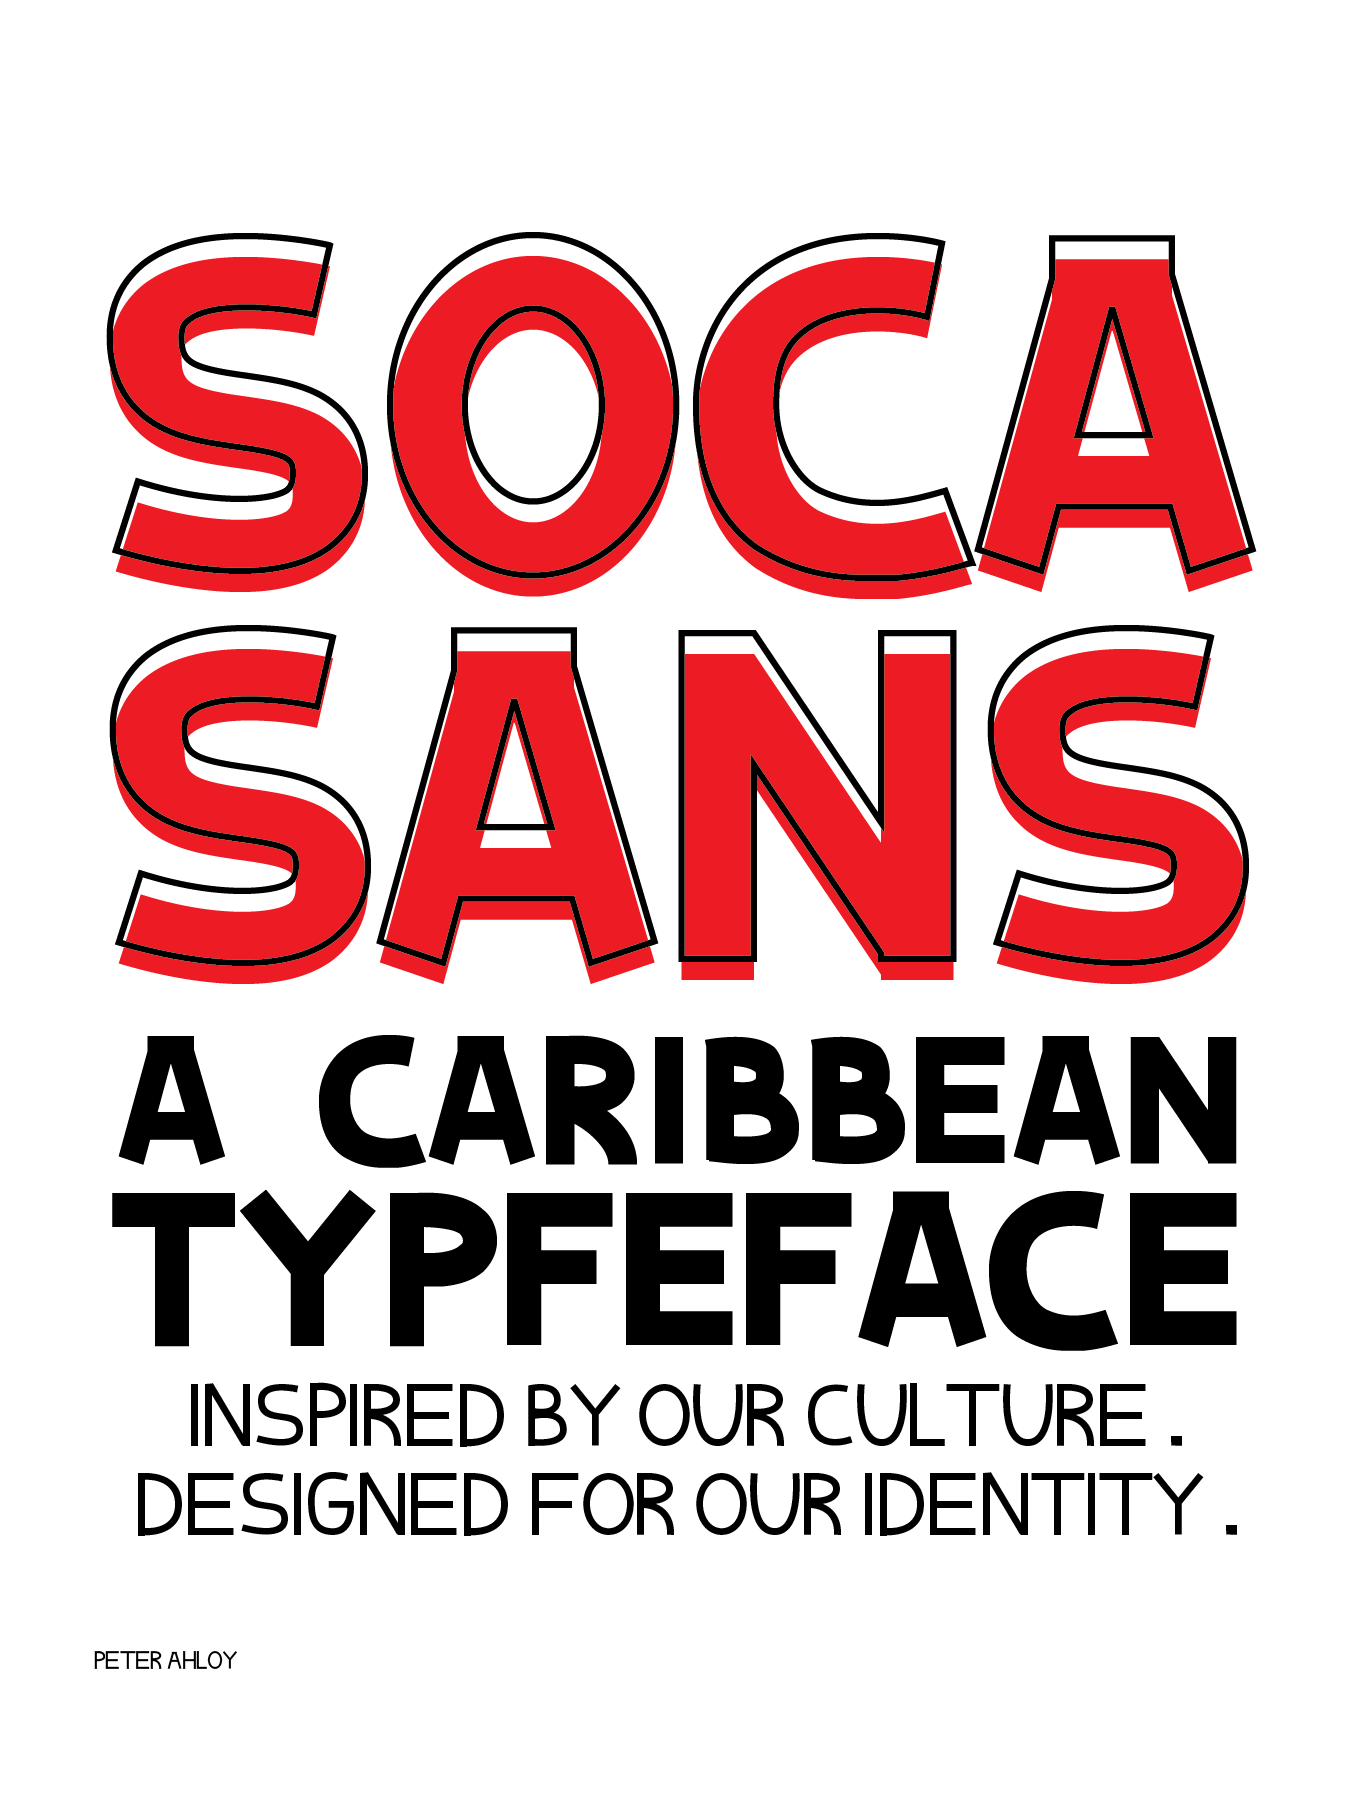 SOCA
SANS
A CARIBBEAN
TYPFEFACE
INSPIRED BY OUR CULTURE .
DESIGNED FOR OUR IDENTITY .
PETER AHLOY